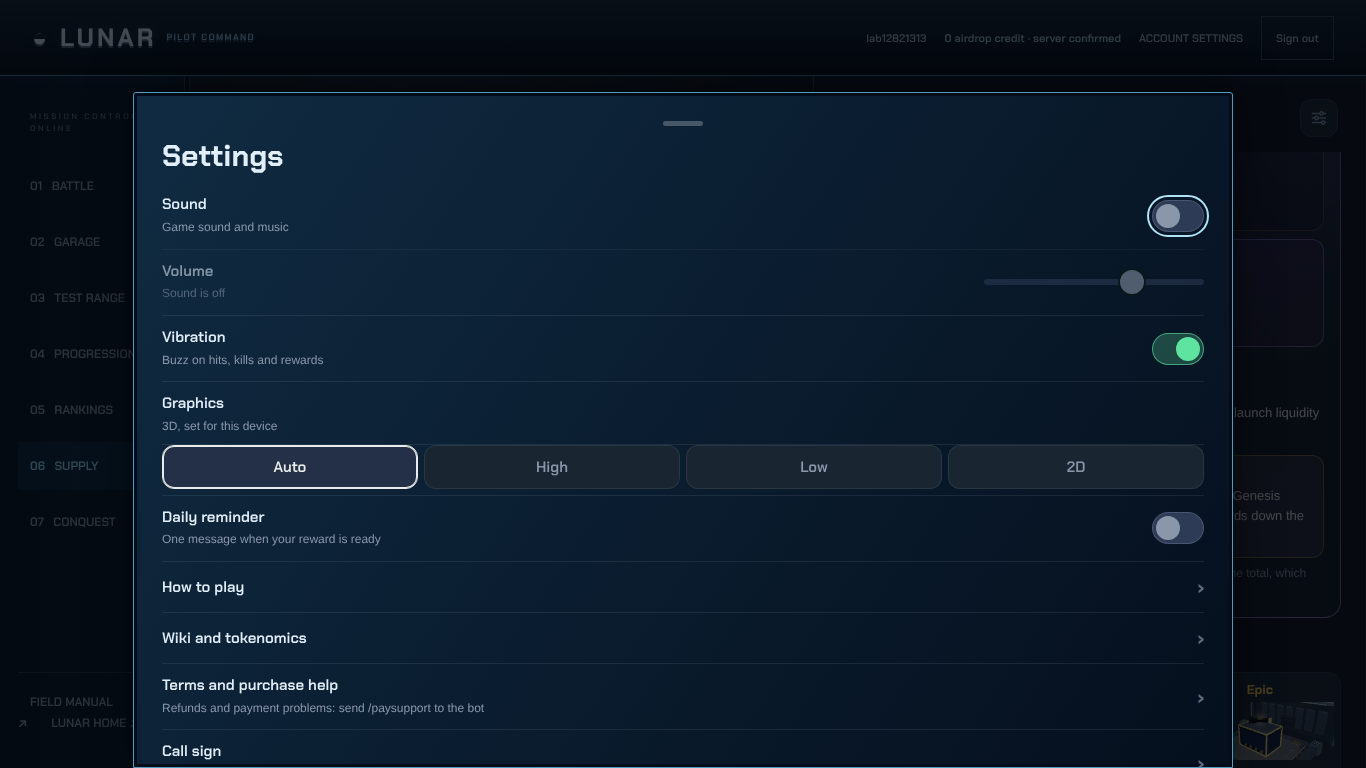 LUNAR PILOT COMMAND
lab12821313 0 airdrop credit · server confirmed ACCOUNT SETTINGS Sign out
MISSION CONTRO
ONLINE
01 BATTLE
02 GARAGE
03 TEST RANGE
04 PROGRESSION
05 RANKINGS
06 SUPPLY
07 CONQUEST
FIELD MANUAL
LUNAR HOME
Settings
Sound
Game sound and music
Volume
Sound is off
Vibration
Buzz on hits, kills and rewards
Graphics
3D, set for this device
Auto High Low 2D
Daily reminder
One message when your reward is ready
How to play
Wiki and tokenomics
Terms and purchase help
Refunds and payment problems: send /paysupport to the bot
Call sign
launch liquidity
Genesis
ds down the
e total, which
Epic